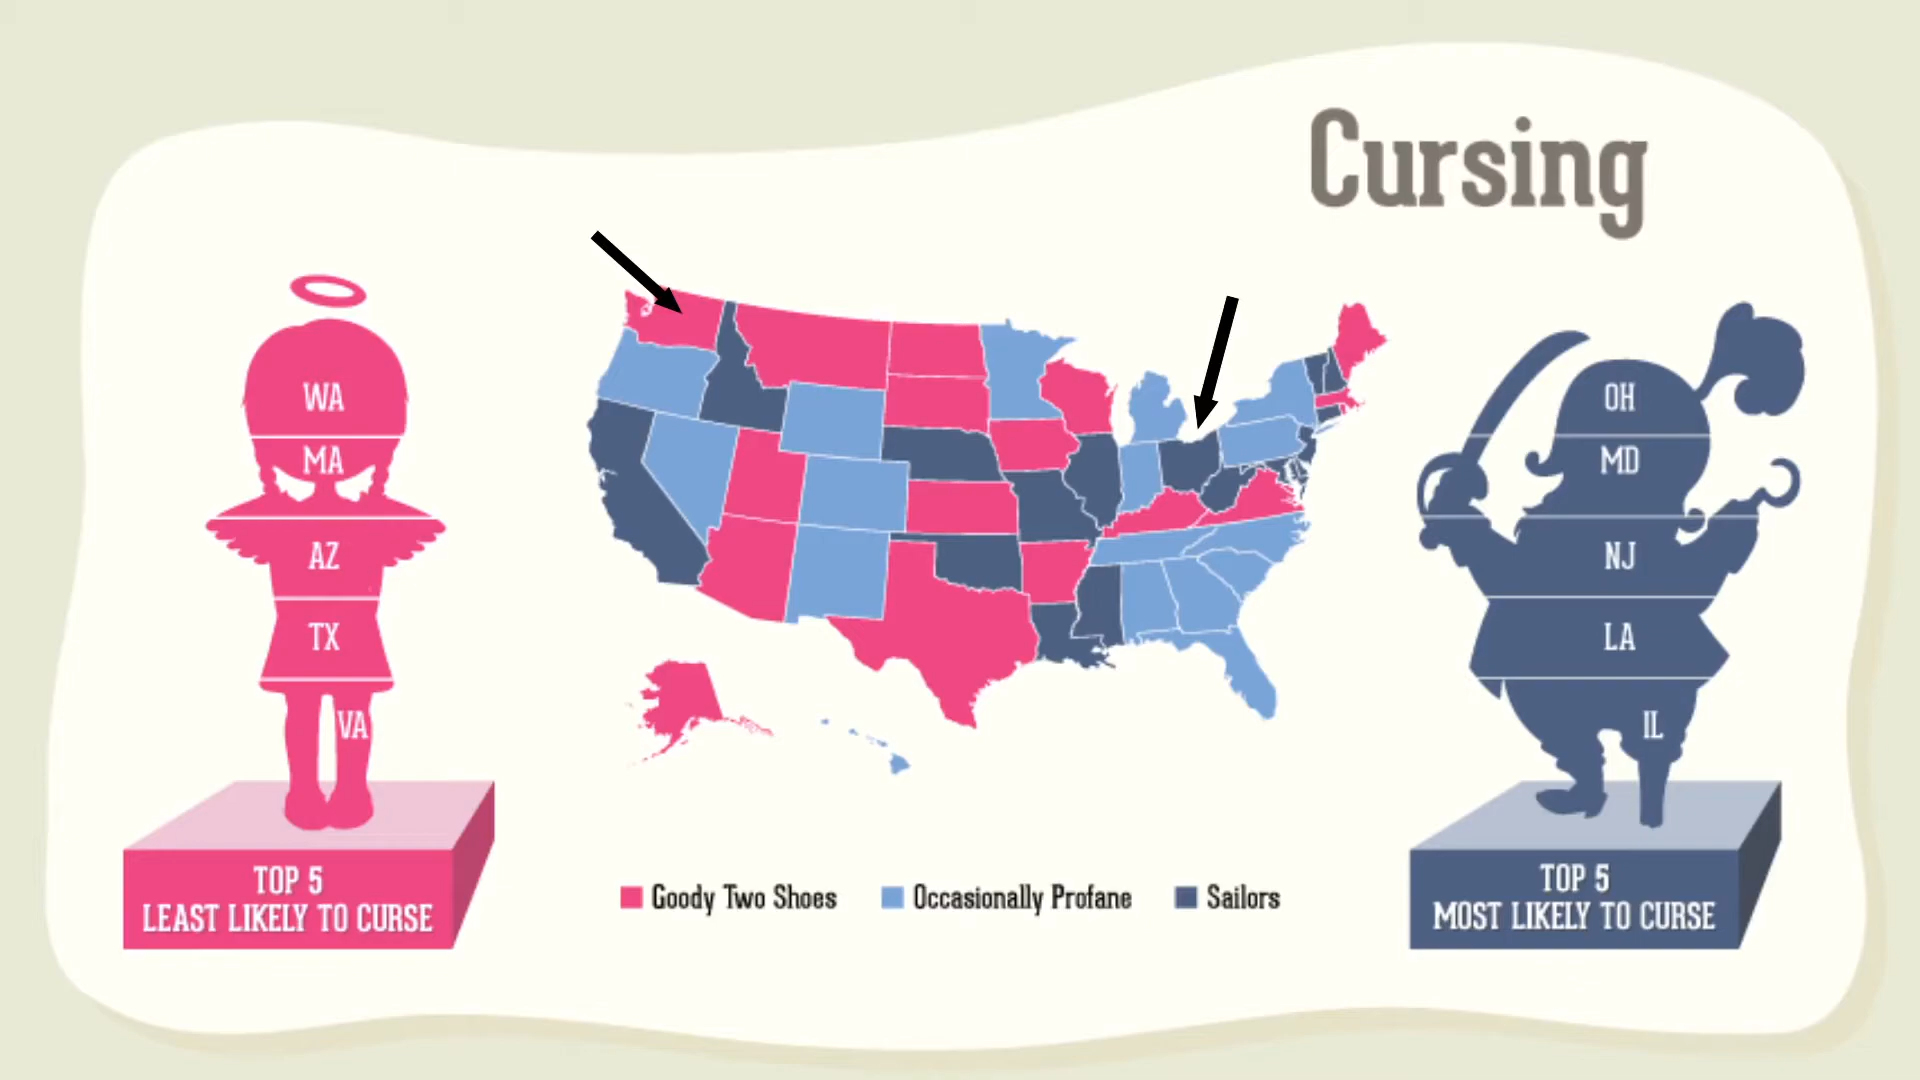 Cursing
WA
MA
AZ
TX
VA
TOP 5
LEAST LIKELY TO CURSE
Goody Two Shoes
Occasionally Profane
Sailors
OH
MD
NJ
LA
IL
TOP 5
MOST LIKELY TO CURSE